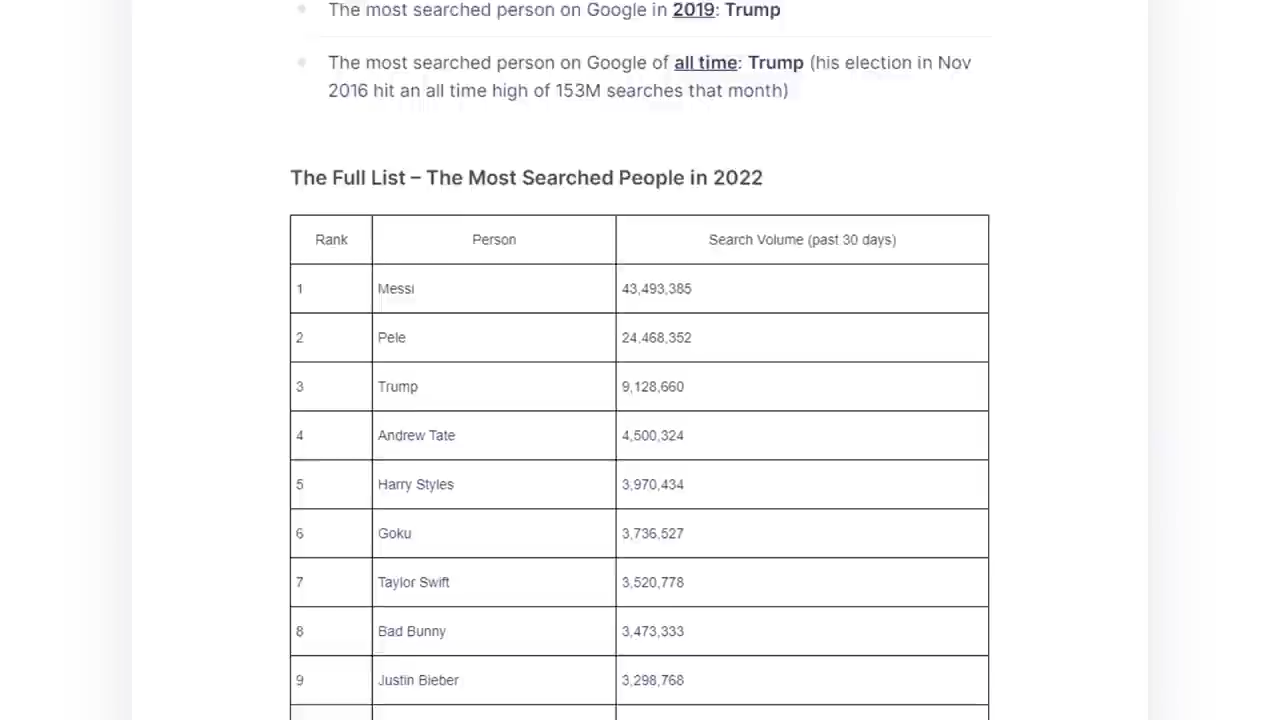 The most searched person on Google in 2019: Trump
The most searched person on Google of all time: Trump (his election in Nov
2016 hit an all time high of 153M searches that month)
The Full List – The Most Searched People in 2022
Rank Person Search Volume (past 30 days)
1 Messi 43,493,385
2 Pele 24,468,352
3 Trump 9,128,660
4 Andrew Tate 4,500,324
5 Harry Styles 3,970,434
6 Goku 3,736,527
7 Taylor Swift 3,520,778
8 Bad Bunny 3,473,333
9 Justin Bieber 3,298,768